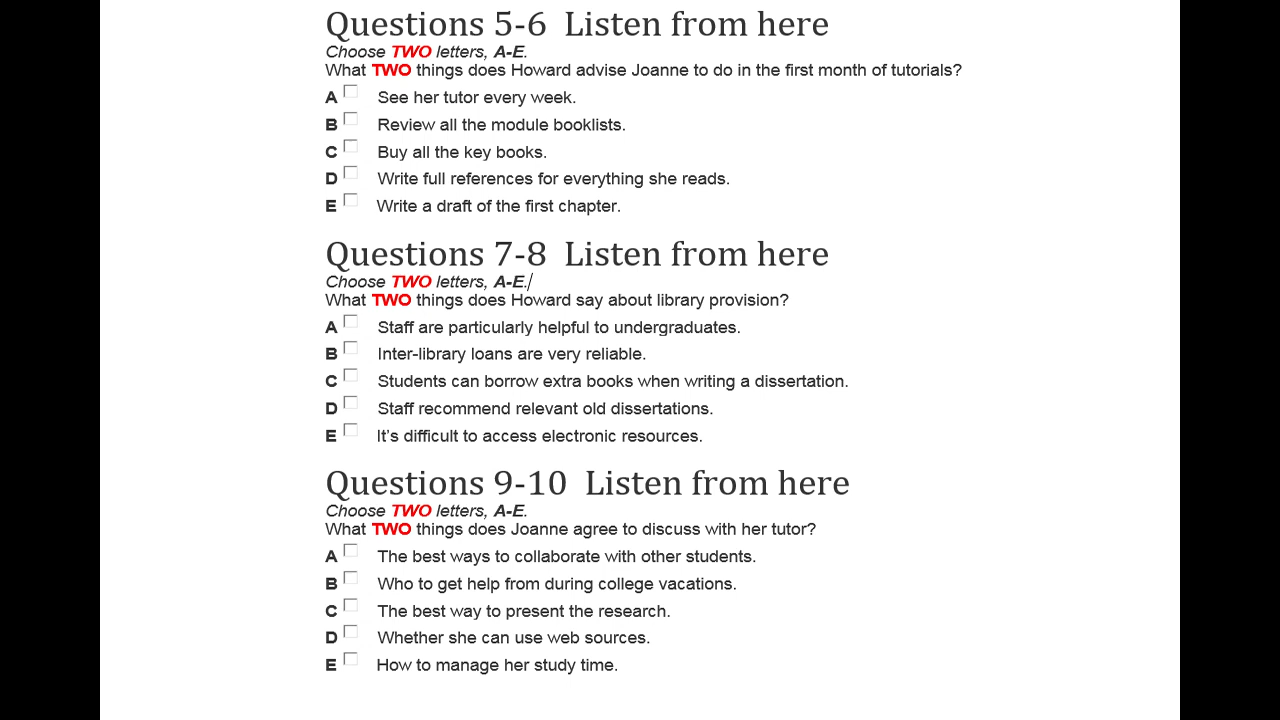 Questions 5-6  Listen from here
Choose TWO letters, A-E.
What TWO things does Howard advise Joanne to do in the first month of tutorials?
A See her tutor every week.
B Review all the module booklists.
C Buy all the key books.
D Write full references for everything she reads.
E Write a draft of the first chapter.
Questions 7-8  Listen from here
Choose TWO letters, A-E.
What TWO things does Howard say about library provision?
A Staff are particularly helpful to undergraduates.
B Inter-library loans are very reliable.
C Students can borrow extra books when writing a dissertation.
D Staff recommend relevant old dissertations.
E It’s difficult to access electronic resources.
Questions 9-10  Listen from here
Choose TWO letters, A-E.
What TWO things does Joanne agree to discuss with her tutor?
A The best ways to collaborate with other students.
B Who to get help from during college vacations.
C The best way to present the research.
D Whether she can use web sources.
E How to manage her study time.